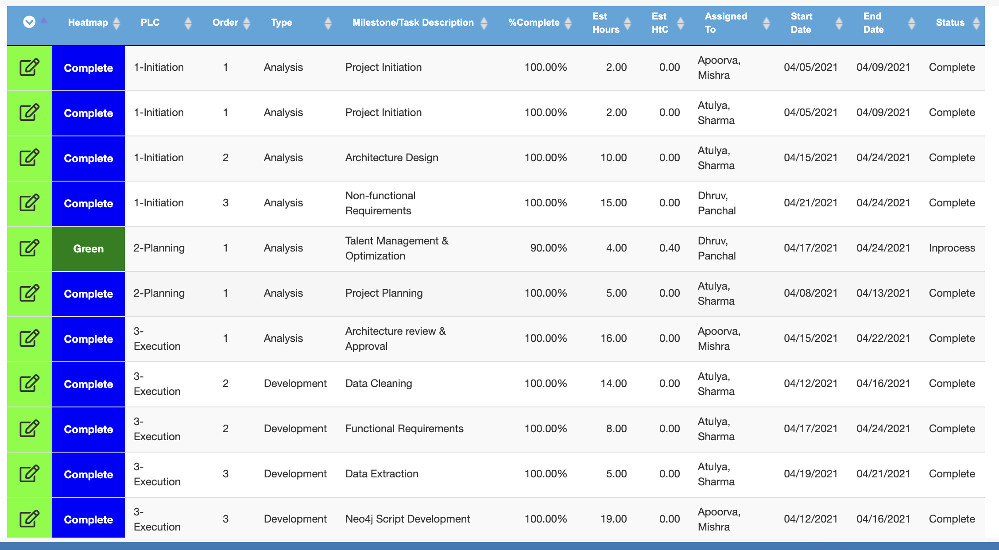 Heatmap PLC Order Type Milestone/Task Description %Complete Est Hours Est HtC Assigned To Start Date End Date Status
Complete 1-Initiation 1 Analysis Project Initiation 100.00% 2.00 0.00 Apoorva, Mishra 04/05/2021 04/09/2021 Complete
Complete 1-Initiation 1 Analysis Project Initiation 100.00% 2.00 0.00 Atulya, Sharma 04/05/2021 04/09/2021 Complete
Complete 1-Initiation 2 Analysis Architecture Design 100.00% 10.00 0.00 Atulya, Sharma 04/15/2021 04/24/2021 Complete
Complete 1-Initiation 3 Analysis Non-functional Requirements 100.00% 15.00 0.00 Dhruv, Panchal 04/21/2021 04/24/2021 Complete
Green 2-Planning 1 Analysis Talent Management & Optimization 90.00% 4.00 0.40 Dhruv, Panchal 04/17/2021 04/24/2021 Inprocess
Complete 2-Planning 1 Analysis Project Planning 100.00% 5.00 0.00 Atulya, Sharma 04/08/2021 04/13/2021 Complete
Complete 3-Execution 1 Analysis Architecture review & Approval 100.00% 16.00 0.00 Apoorva, Mishra 04/15/2021 04/22/2021 Complete
Complete 3-Execution 2 Development Data Cleaning 100.00% 14.00 0.00 Atulya, Sharma 04/12/2021 04/16/2021 Complete
Complete 3-Execution 2 Development Functional Requirements 100.00% 8.00 0.00 Atulya, Sharma 04/17/2021 04/24/2021 Complete
Complete 3-Execution 3 Development Data Extraction 100.00% 5.00 0.00 Atulya, Sharma 04/19/2021 04/21/2021 Complete
Complete 3-Execution 3 Development Neo4j Script Development 100.00% 19.00 0.00 Apoorva, Mishra 04/12/2021 04/16/2021 Complete